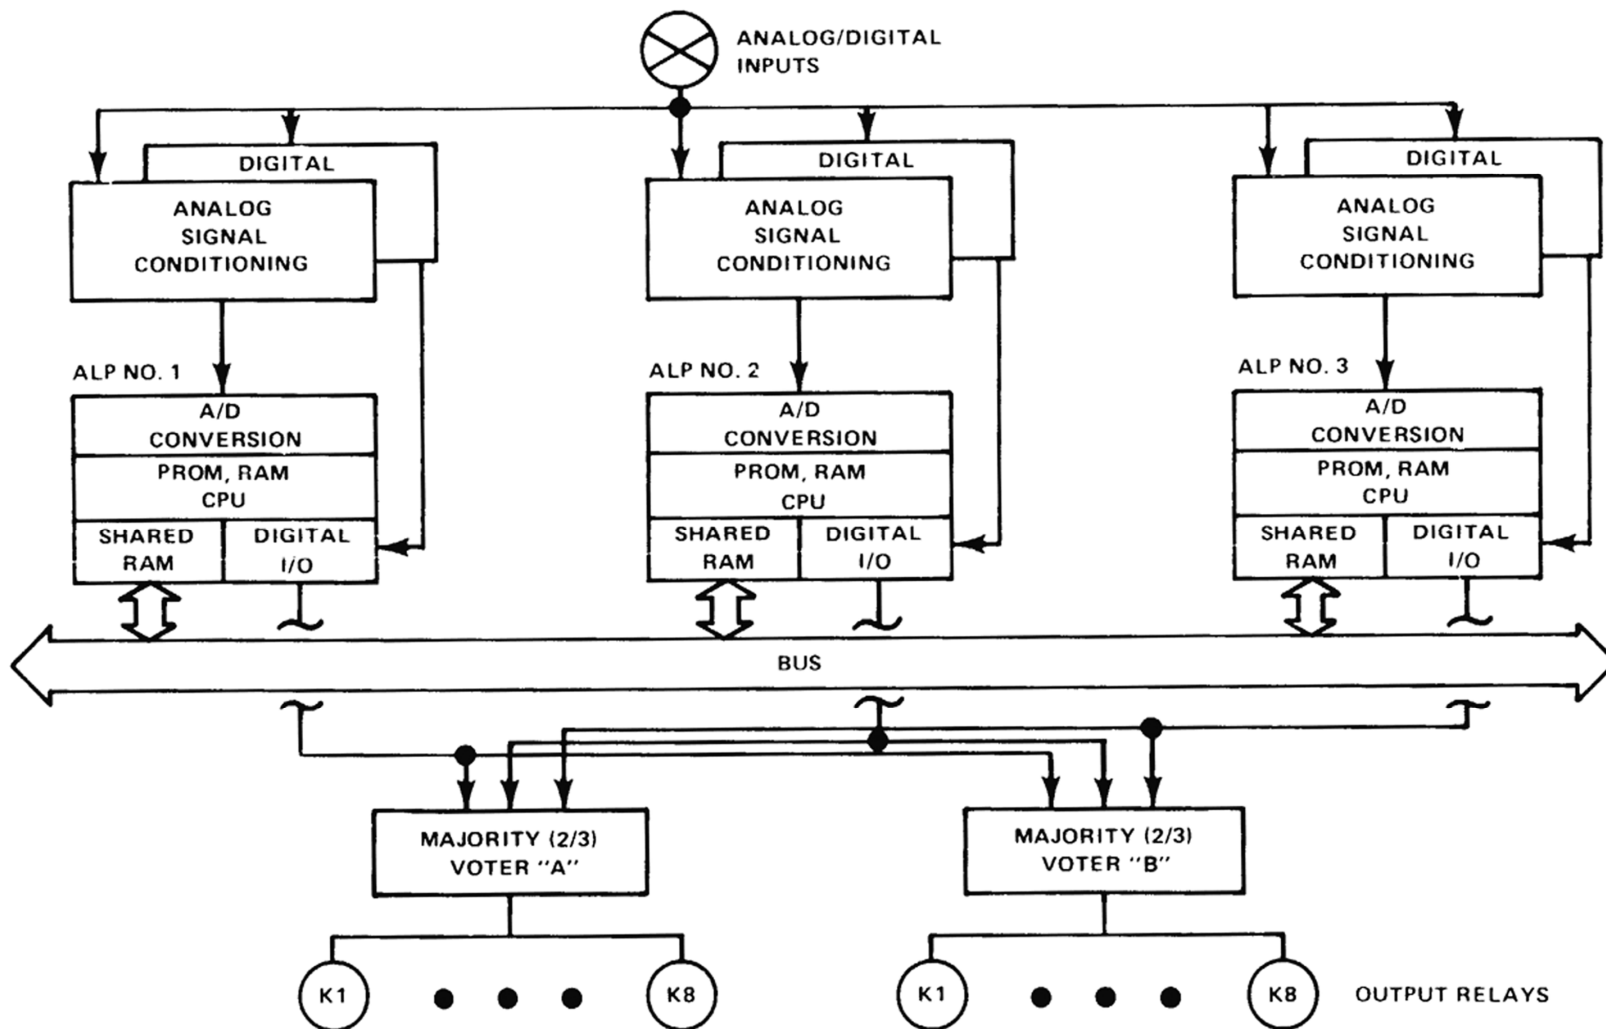 ANALOG/DIGITAL
INPUTS
DIGITAL
DIGITAL
DIGITAL
ANALOG
SIGNAL
CONDITIONING
ANALOG
SIGNAL
CONDITIONING
ANALOG
SIGNAL
CONDITIONING
ALP NO. 1
ALP NO. 2
ALP NO. 3
A/D
CONVERSION
A/D
CONVERSION
A/D
CONVERSION
PROM, RAM
CPU
PROM, RAM
CPU
PROM, RAM
CPU
SHARED
RAM
DIGITAL
I/O
SHARED
RAM
DIGITAL
I/O
SHARED
RAM
DIGITAL
I/O
BUS
MAJORITY (2/3)
VOTER "A"
MAJORITY (2/3)
VOTER "B"
K1
K8
K1
K8
OUTPUT RELAYS